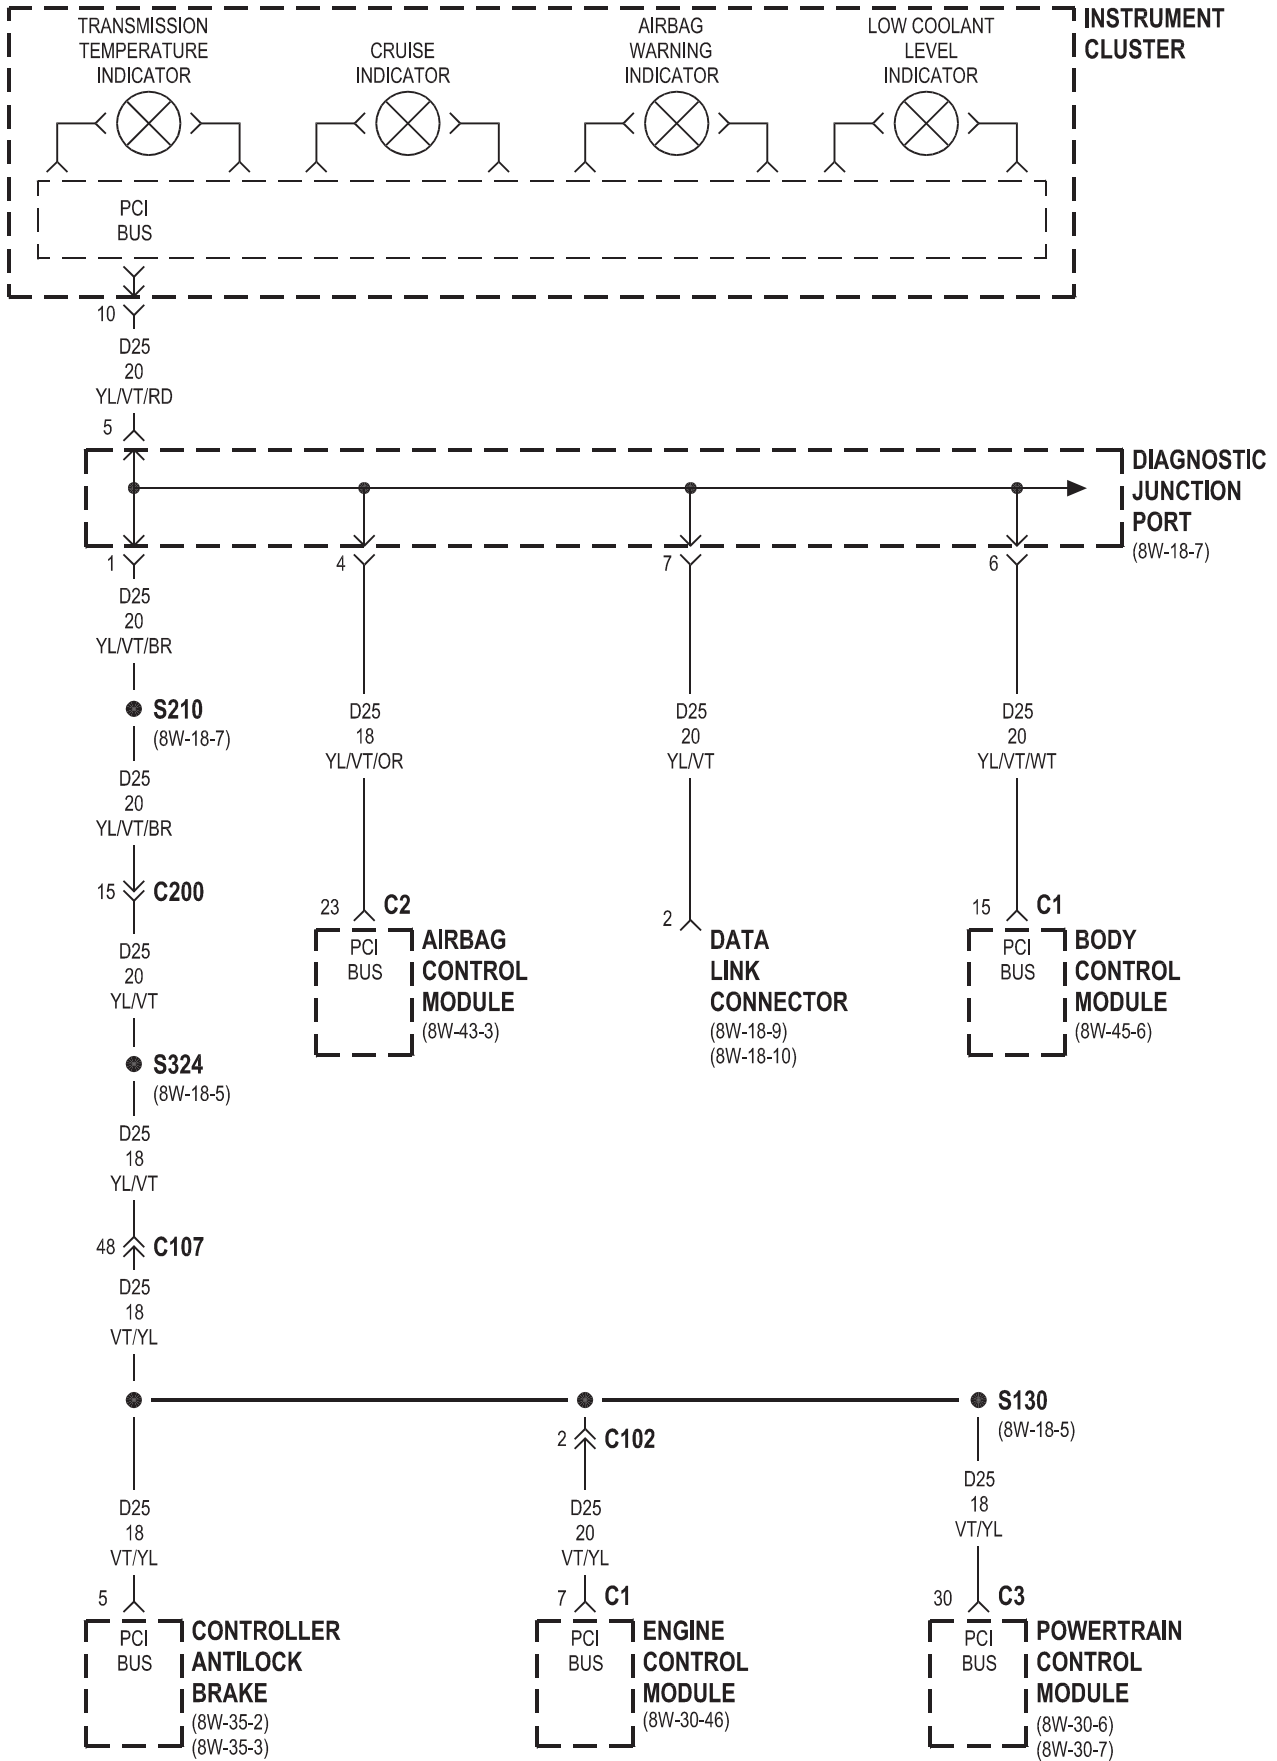 TRANSMISSION
TEMPERATURE
INDICATOR
CRUISE
INDICATOR
AIRBAG
WARNING
INDICATOR
LOW COOLANT
LEVEL
INDICATOR
INSTRUMENT
CLUSTER
PCI
BUS
10
D25
20
YL/VT/RD
5
DIAGNOSTIC
JUNCTION
PORT
(8W-18-7)
1
4
7
6
D25
20
YL/VT/BR
S210
(8W-18-7)
D25
18
YL/VT/OR
D25
20
YL/VT
D25
20
YL/VT/WT
D25
20
YL/VT/BR
15
C200
D25
20
YL/VT
23
C2
PCI
BUS
AIRBAG
CONTROL
MODULE
(8W-43-3)
2
DATA
LINK
CONNECTOR
(8W-18-9)
(8W-18-10)
15
C1
PCI
BUS
BODY
CONTROL
MODULE
(8W-45-6)
S324
(8W-18-5)
D25
18
YL/VT
48
C107
D25
18
VT/YL
S130
(8W-18-5)
2
C102
D25
18
VT/YL
D25
20
VT/YL
D25
18
VT/YL
5
PCI
BUS
CONTROLLER
ANTILOCK
BRAKE
(8W-35-2)
(8W-35-3)
7
C1
PCI
BUS
ENGINE
CONTROL
MODULE
(8W-30-46)
30
C3
PCI
BUS
POWERTRAIN
CONTROL
MODULE
(8W-30-6)
(8W-30-7)